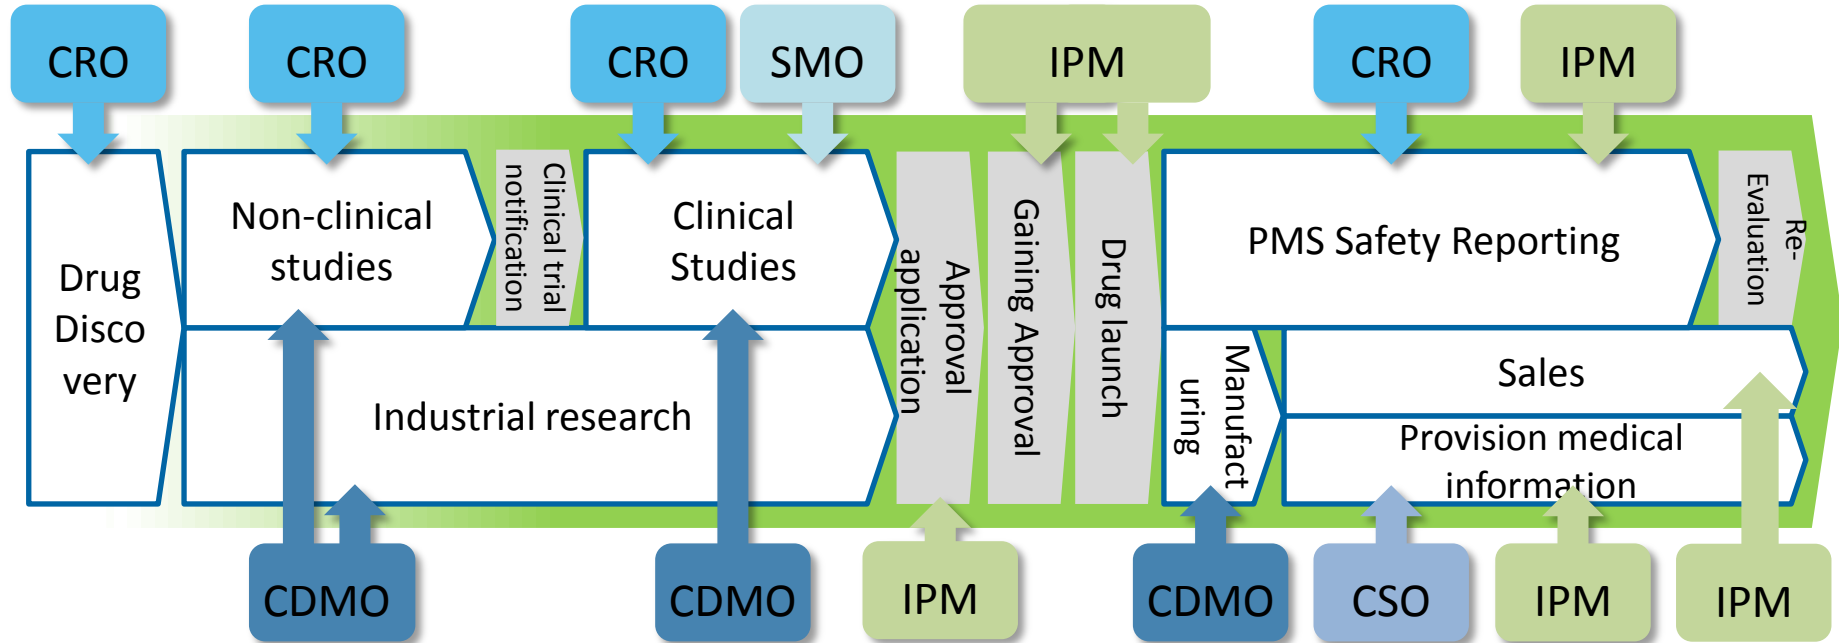 CRO
CRO
CRO
SMO
IPM
CRO
IPM
Drug
Disco
very
Non-clinical
studies
Clinical trial
notification
Clinical
Studies
Industrial research
Approval
application
Gaining Approval
Drug launch
PMS Safety Reporting
Re-
Evaluation
Manufact
uring
Sales
Provision medical
information
CDMO
CDMO
IPM
CDMO
CSO
IPM
IPM